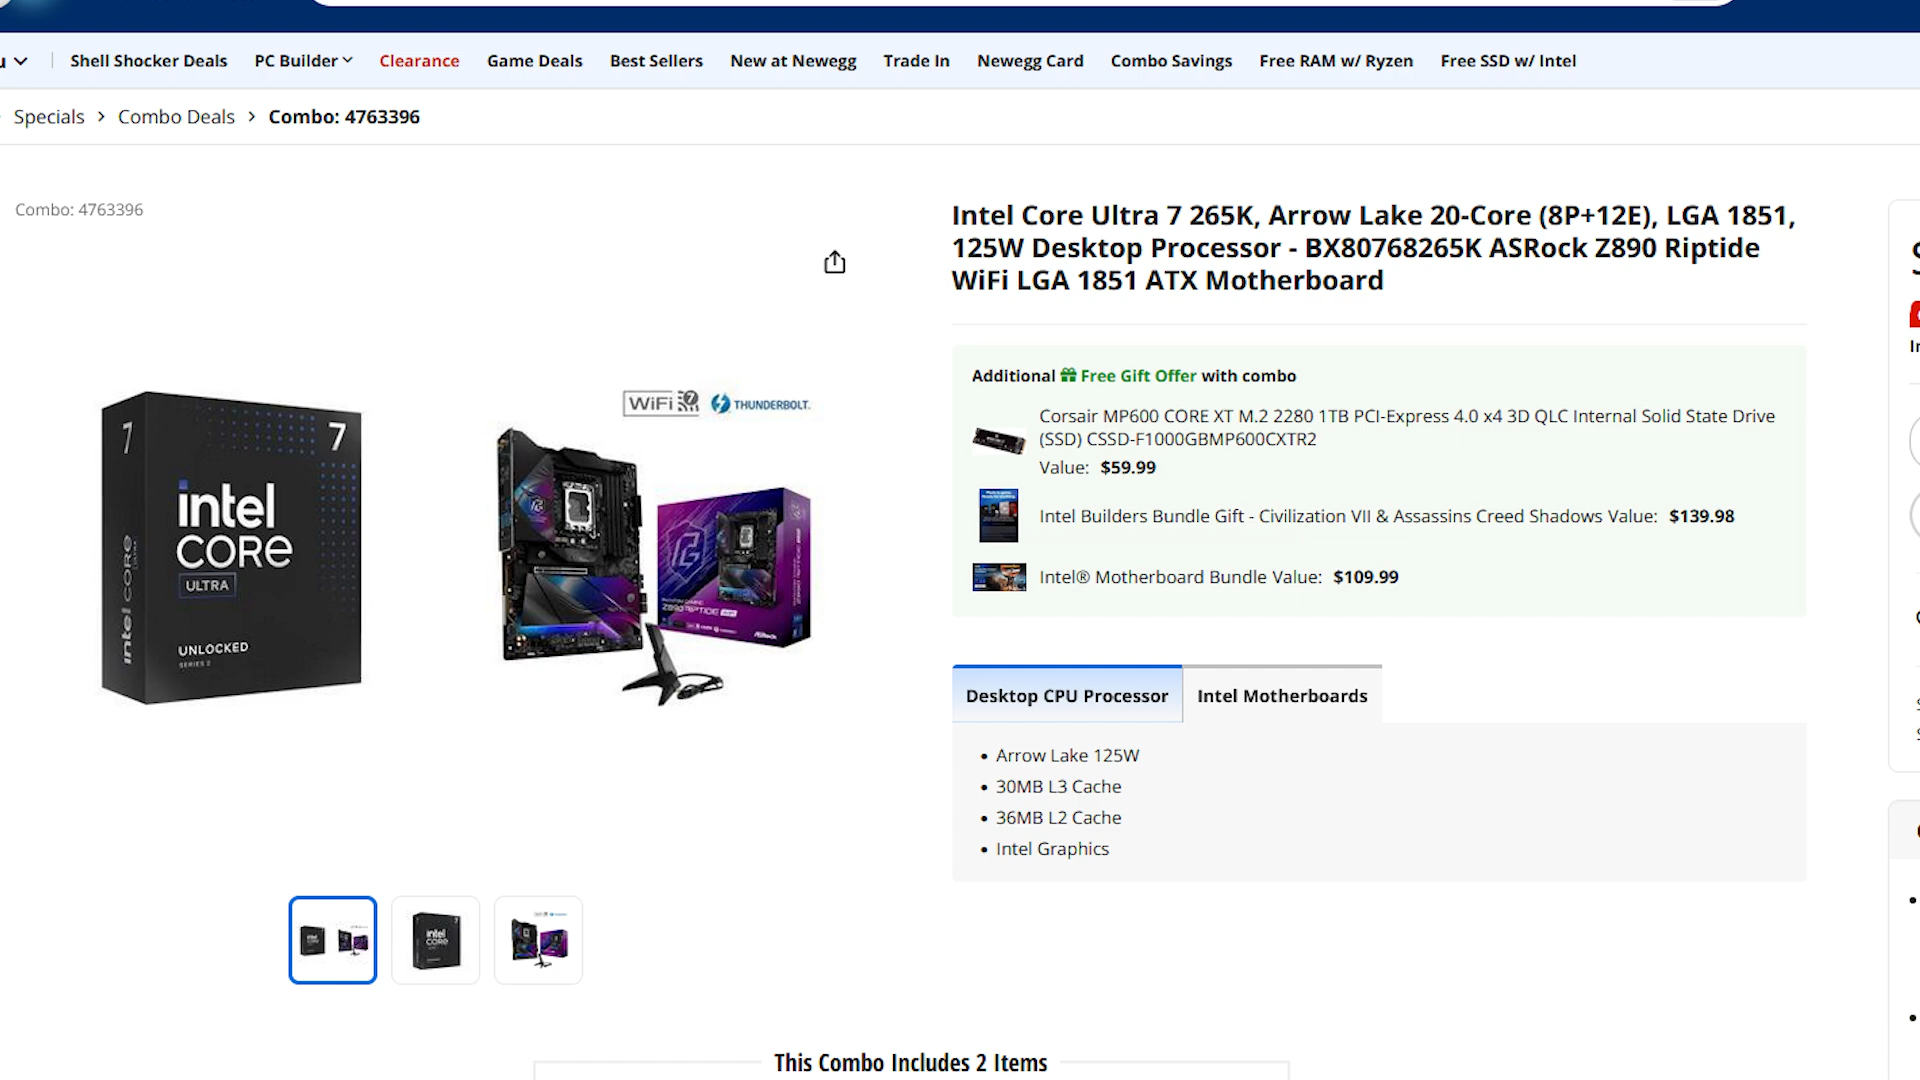 Shell Shocker Deals
PC Builder
Clearance
Game Deals
Best Sellers
New at Newegg
Trade In
Newegg Card
Combo Savings
Free RAM w/ Ryzen
Free SSD w/ Intel
Specials > Combo Deals > Combo: 4763396
Combo: 4763396
WiFi 7
THUNDERBOLT.
7
7
intel
CORE
ULTRA
UNLOCKED
SERIES 2
intel CORE
Z890 RIPTIDE
ASRock
Intel Core Ultra 7 265K, Arrow Lake 20-Core (8P+12E), LGA 1851,
125W Desktop Processor - BX80768265K ASRock Z890 Riptide
WiFi LGA 1851 ATX Motherboard
Additional Free Gift Offer with combo
Corsair MP600 CORE XT M.2 2280 1TB PCI-Express 4.0 x4 3D QLC Internal Solid State Drive
(SSD) CSSD-F1000GBMP600CXTR2
Value: $59.99
Intel Builders Bundle Gift - Civilization VII & Assassins Creed Shadows Value: $139.98
Intel® Motherboard Bundle Value: $109.99
Desktop CPU Processor
Intel Motherboards
• Arrow Lake 125W
• 30MB L3 Cache
• 36MB L2 Cache
• Intel Graphics
This Combo Includes 2 Items